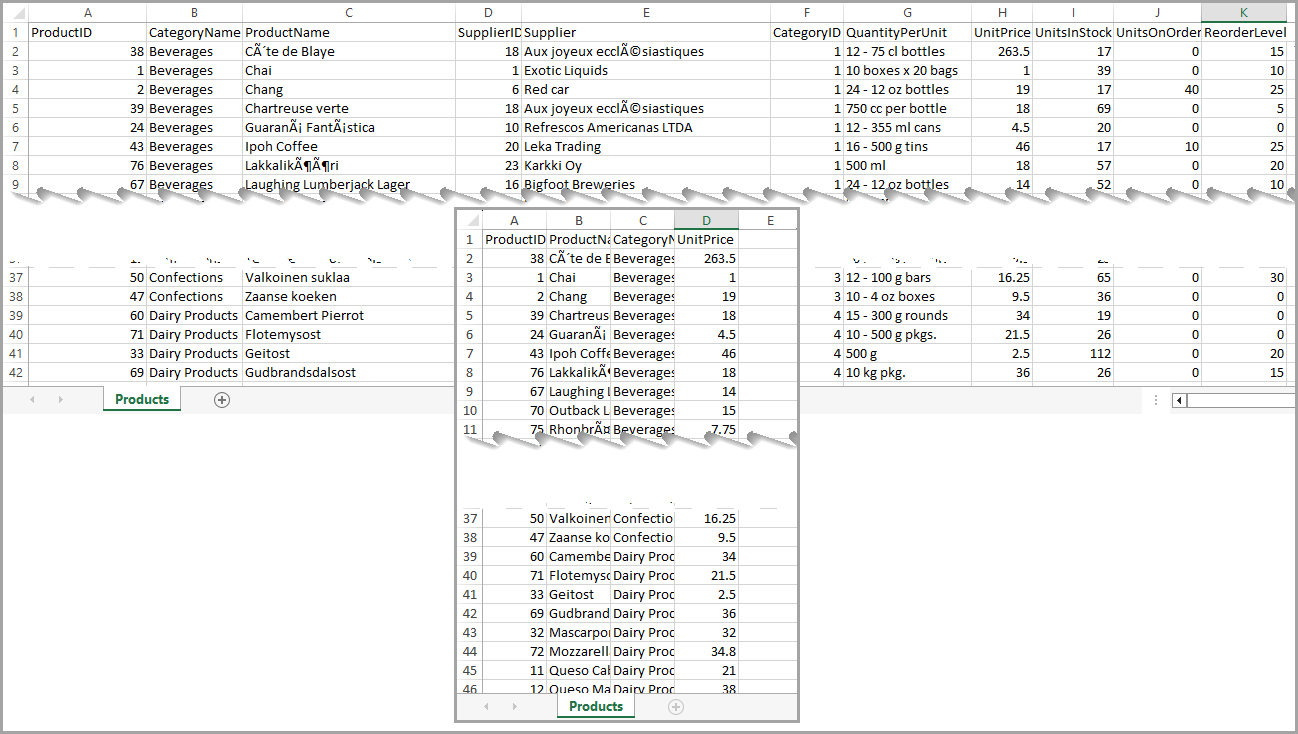 A B C D E F G H I J K
1 ProductID CategoryName ProductName SupplierID Supplier CategoryID QuantityPerUnit UnitPrice UnitsInStock UnitsOnOrder ReorderLevel
2 38 Beverages CÃ´te de Blaye 18 Aux joyeux ecclÃ©siastiques 1 12 - 75 cl bottles 263.5 17 0 15
3 1 Beverages Chai 1 Exotic Liquids 1 10 boxes x 20 bags 1 39 0 10
4 2 Beverages Chang 6 Red car 1 24 - 12 oz bottles 19 17 40 25
5 39 Beverages Chartreuse verte 18 Aux joyeux ecclÃ©siastiques 1 750 cc per bottle 18 69 0 5
6 24 Beverages GuaranÃ¡ FantÃ¡stica 10 Refrescos Americanas LTDA 1 12 - 355 ml cans 4.5 20 0 0
7 43 Beverages Ipoh Coffee 20 Leka Trading 1 16 - 500 g tins 46 17 10 25
8 76 Beverages LakkalikÃ¶Ã¶ri 23 Karkki Oy 1 500 ml 18 57 0 20
9 67 Beverages Laughing Lumberjack Lager 16 Bigfoot Breweries 1 24 - 12 oz bottles 14 52 0 10
37 50 Confections Valkoinen suklaa 3 12 - 100 g bars 16.25 65 0 30
38 47 Confections Zaanse koeken 3 10 - 4 oz boxes 9.5 36 0 0
39 60 Dairy Products Camembert Pierrot 4 15 - 300 g rounds 34 19 0 0
40 71 Dairy Products Flotemysost 4 10 - 500 g pkgs. 21.5 26 0 0
41 33 Dairy Products Geitost 4 500 g 2.5 112 0 20
42 69 Dairy Products Gudbrandsdalsost 4 10 kg pkg. 36 26 0 15
Products
A B C D E
1 ProductID ProductNa CategoryN UnitPrice
2 38 CÃ´te de B Beverages 263.5
3 1 Chai Beverages 1
4 2 Chang Beverages 19
5 39 Chartreus Beverages 18
6 24 GuaranÃ¡ Beverages 4.5
7 43 Ipoh Coffe Beverages 46
8 76 LakkalikÃ¶ Beverages 18
9 67 Laughing L Beverages 14
10 70 Outback L Beverages 15
11 75 RhonbrÃ¤ Beverages 7.75
37 50 Valkoinen Confectio 16.25
38 47 Zaanse ko Confectio 9.5
39 60 Camembe Dairy Proc 34
40 71 Flotemyso Dairy Proc 21.5
41 33 Geitost Dairy Proc 2.5
42 69 Gudbrand Dairy Proc 36
43 32 Mascarpo Dairy Proc 32
44 72 Mozzarell Dairy Proc 34.8
45 11 Queso Cab Dairy Proc 21
46 12 Queso Ma Dairy Proc 38
Products